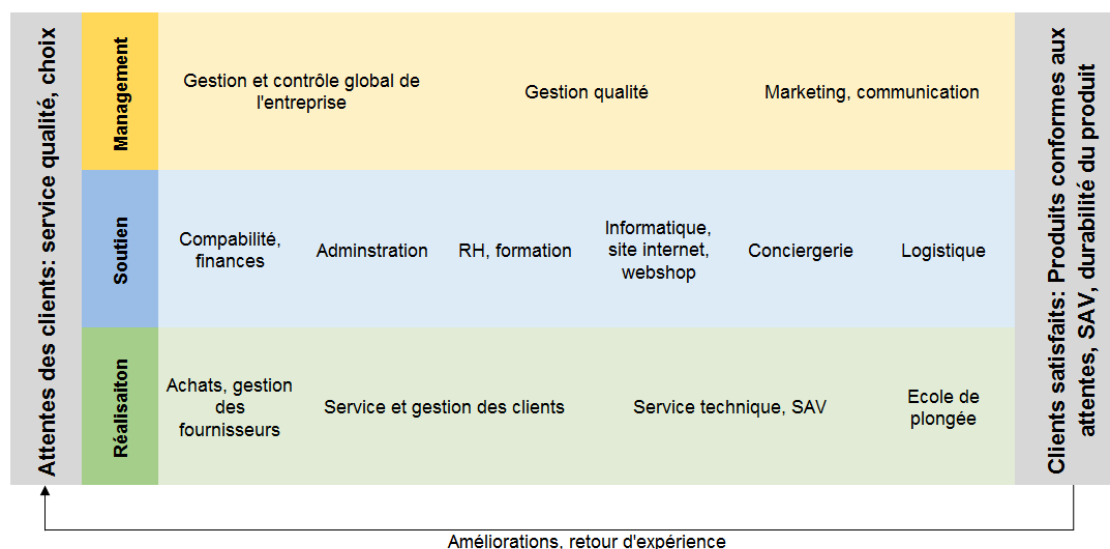 Attentes des clients: service qualité, choix
Management
Gestion et contrôle global de
l'entreprise
Gestion qualité
Marketing, communication
Soutien
Compabilité,
finances
Adminstration
RH, formation
Informatique,
site internet,
webshop
Conciergerie
Logistique
Réalisaiton
Achats, gestion
des
fournisseurs
Service et gestion des clients
Service technique, SAV
Ecole de
plongée
Clients satisfaits: Produits conformes aux
attentes, SAV, durabilité du produit
Améliorations, retour d'expérience